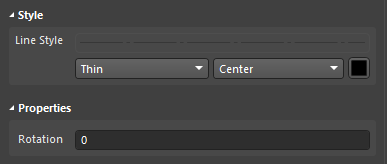 Style
Line Style
Thin Center
Properties
Rotation 0